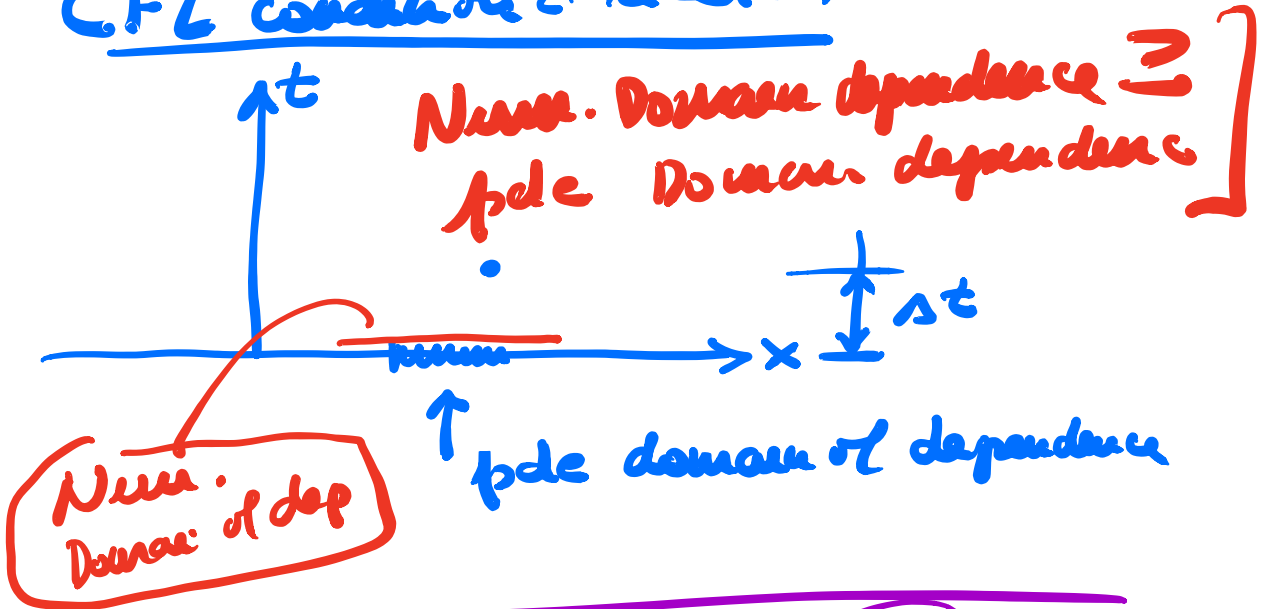 C.F.L
t
Num. Domain dependence ⊇
pde Domain dependence
Δt
x
pde domain of dependence
Num.
Domain of dep